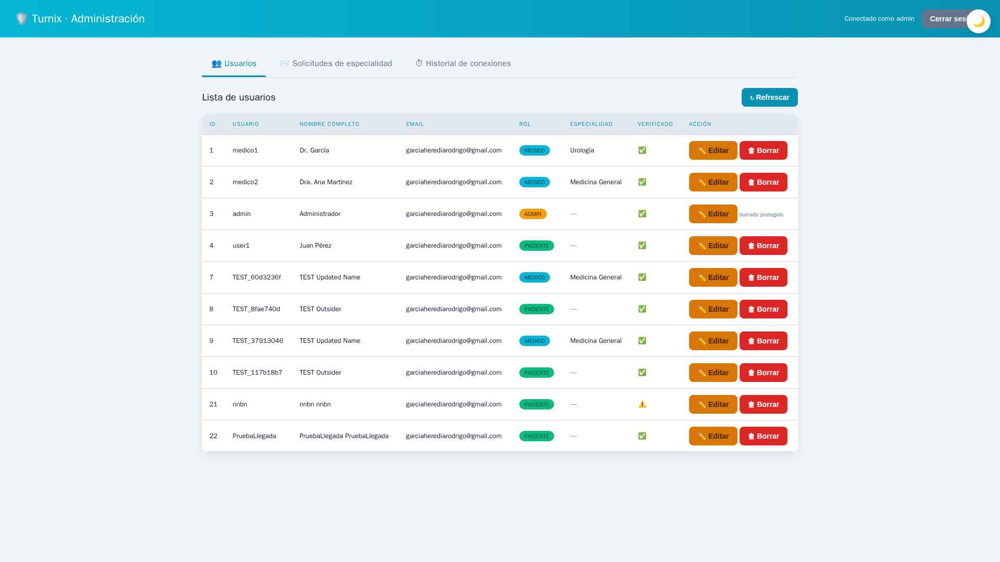 🛡️ Turnix · Administración
Conectado como admin
Cerrar sesi
👥 Usuarios
📨 Solicitudes de especialidad
⏱ Historial de conexiones
Lista de usuarios
↻ Refrescar
ID USUARIO NOMBRE COMPLETO EMAIL ROL ESPECIALIDAD VERIFICADO ACCIÓN
1 medico1 Dr. García garciaherediarodrigo@gmail.com MEDICO Urología ✅ ✏️ Editar 🗑 Borrar
2 medico2 Dra. Ana Martínez garciaherediarodrigo@gmail.com MEDICO Medicina General ✅ ✏️ Editar 🗑 Borrar
3 admin Administrador garciaherediarodrigo@gmail.com ADMIN — ✅ ✏️ Editar borrado protegido
4 user1 Juan Pérez garciaherediarodrigo@gmail.com PACIENTE — ✅ ✏️ Editar 🗑 Borrar
7 TEST_60d3236f TEST Updated Name garciaherediarodrigo@gmail.com MEDICO Medicina General ✅ ✏️ Editar 🗑 Borrar
8 TEST_8fae740d TEST Outsider garciaherediarodrigo@gmail.com PACIENTE — ✅ ✏️ Editar 🗑 Borrar
9 TEST_37913046 TEST Updated Name garciaherediarodrigo@gmail.com MEDICO Medicina General ✅ ✏️ Editar 🗑 Borrar
10 TEST_117b18b7 TEST Outsider garciaherediarodrigo@gmail.com PACIENTE — ✅ ✏️ Editar 🗑 Borrar
21 nnbn nnbn nnbn garciaherediarodrigo@gmail.com PACIENTE — ⚠️ ✏️ Editar 🗑 Borrar
22 PruebaLlegada PruebaLlegada PruebaLlegada garciaherediarodrigo@gmail.com PACIENTE — ✅ ✏️ Editar 🗑 Borrar